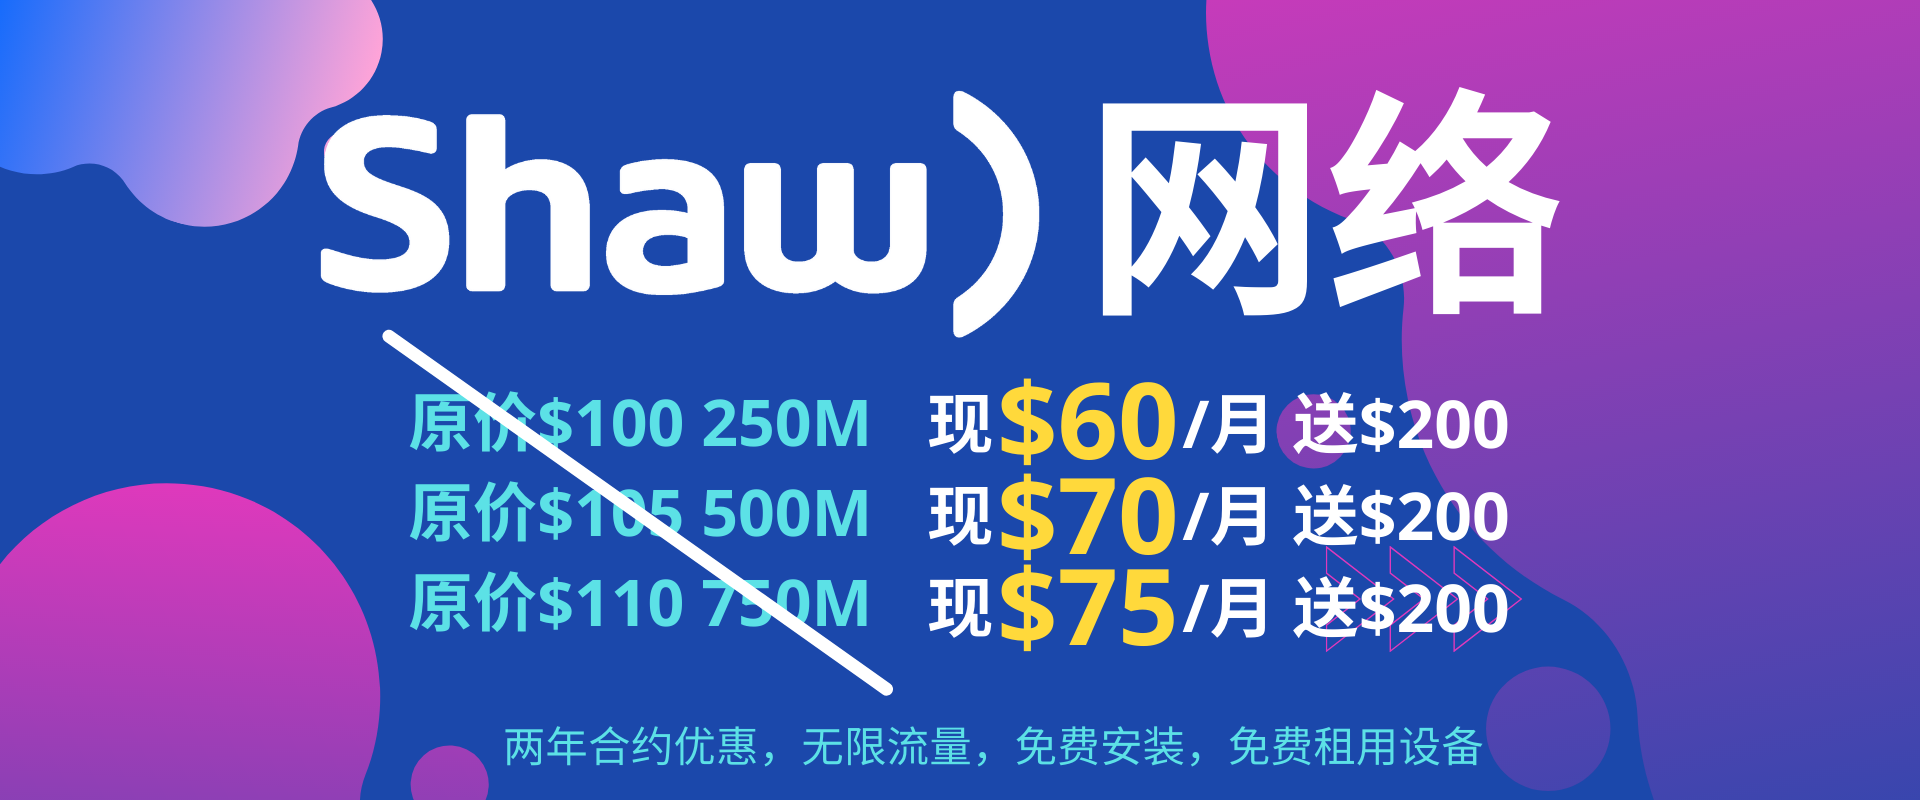 Shaw) 网络
原价$100 250M 现$60/月 送$200
原价$105 500M 现$70/月 送$200
原价$110 750M 现$75/月 送$200
两年合约优惠，无限流量，免费安装，免费租用设备